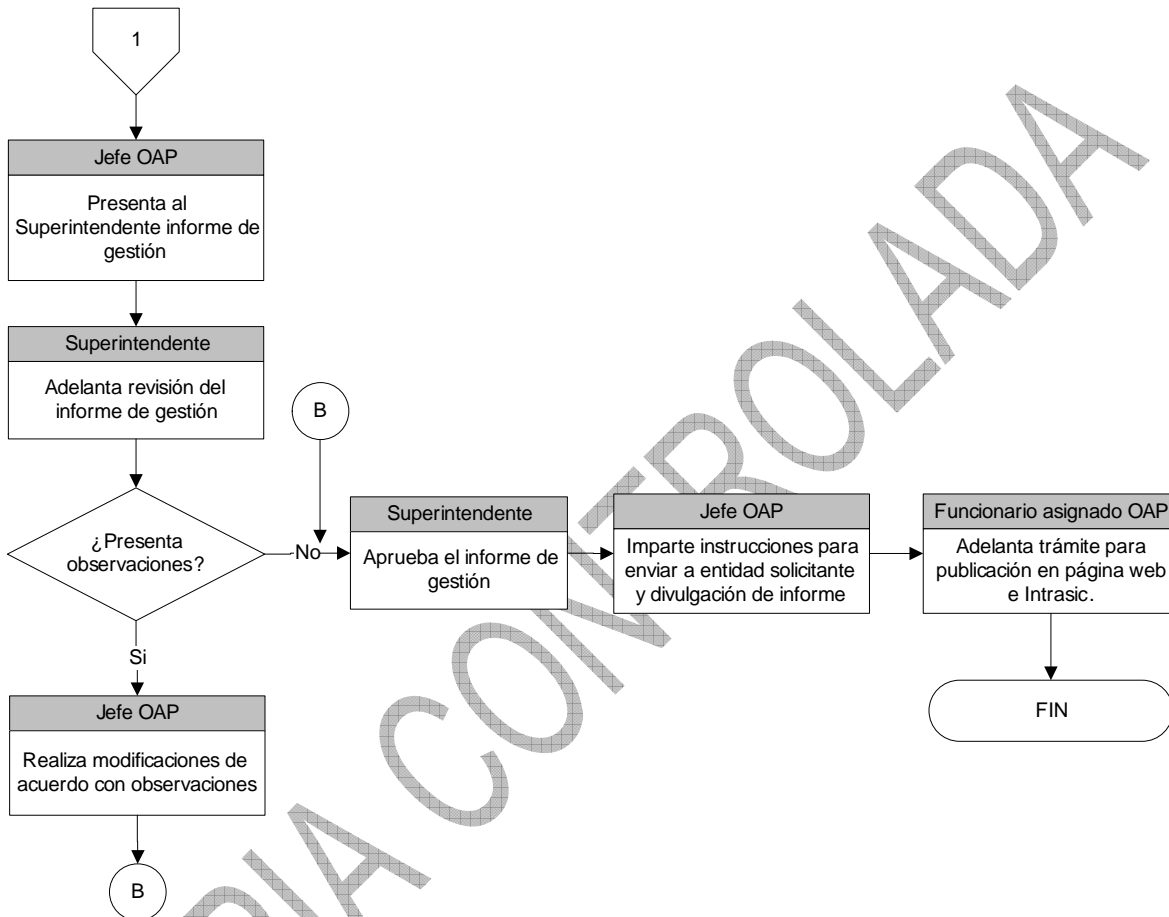 1
Jefe OAP
Presenta al
Superintendente informe de
gestión
Superintendente
Adelanta revisión del
informe de gestión
B
¿Presenta
observaciones?
No
Superintendente
Aprueba el informe de
gestión
Jefe OAP
Imparte instrucciones para
enviar a entidad solicitante
y divulgación de informe
Funcionario asignado OAP
Adelanta trámite para
publicación en página web
e Intrasic.
FIN
Si
Jefe OAP
Realiza modificaciones de
acuerdo con observaciones
B
PIA CONTROLADA